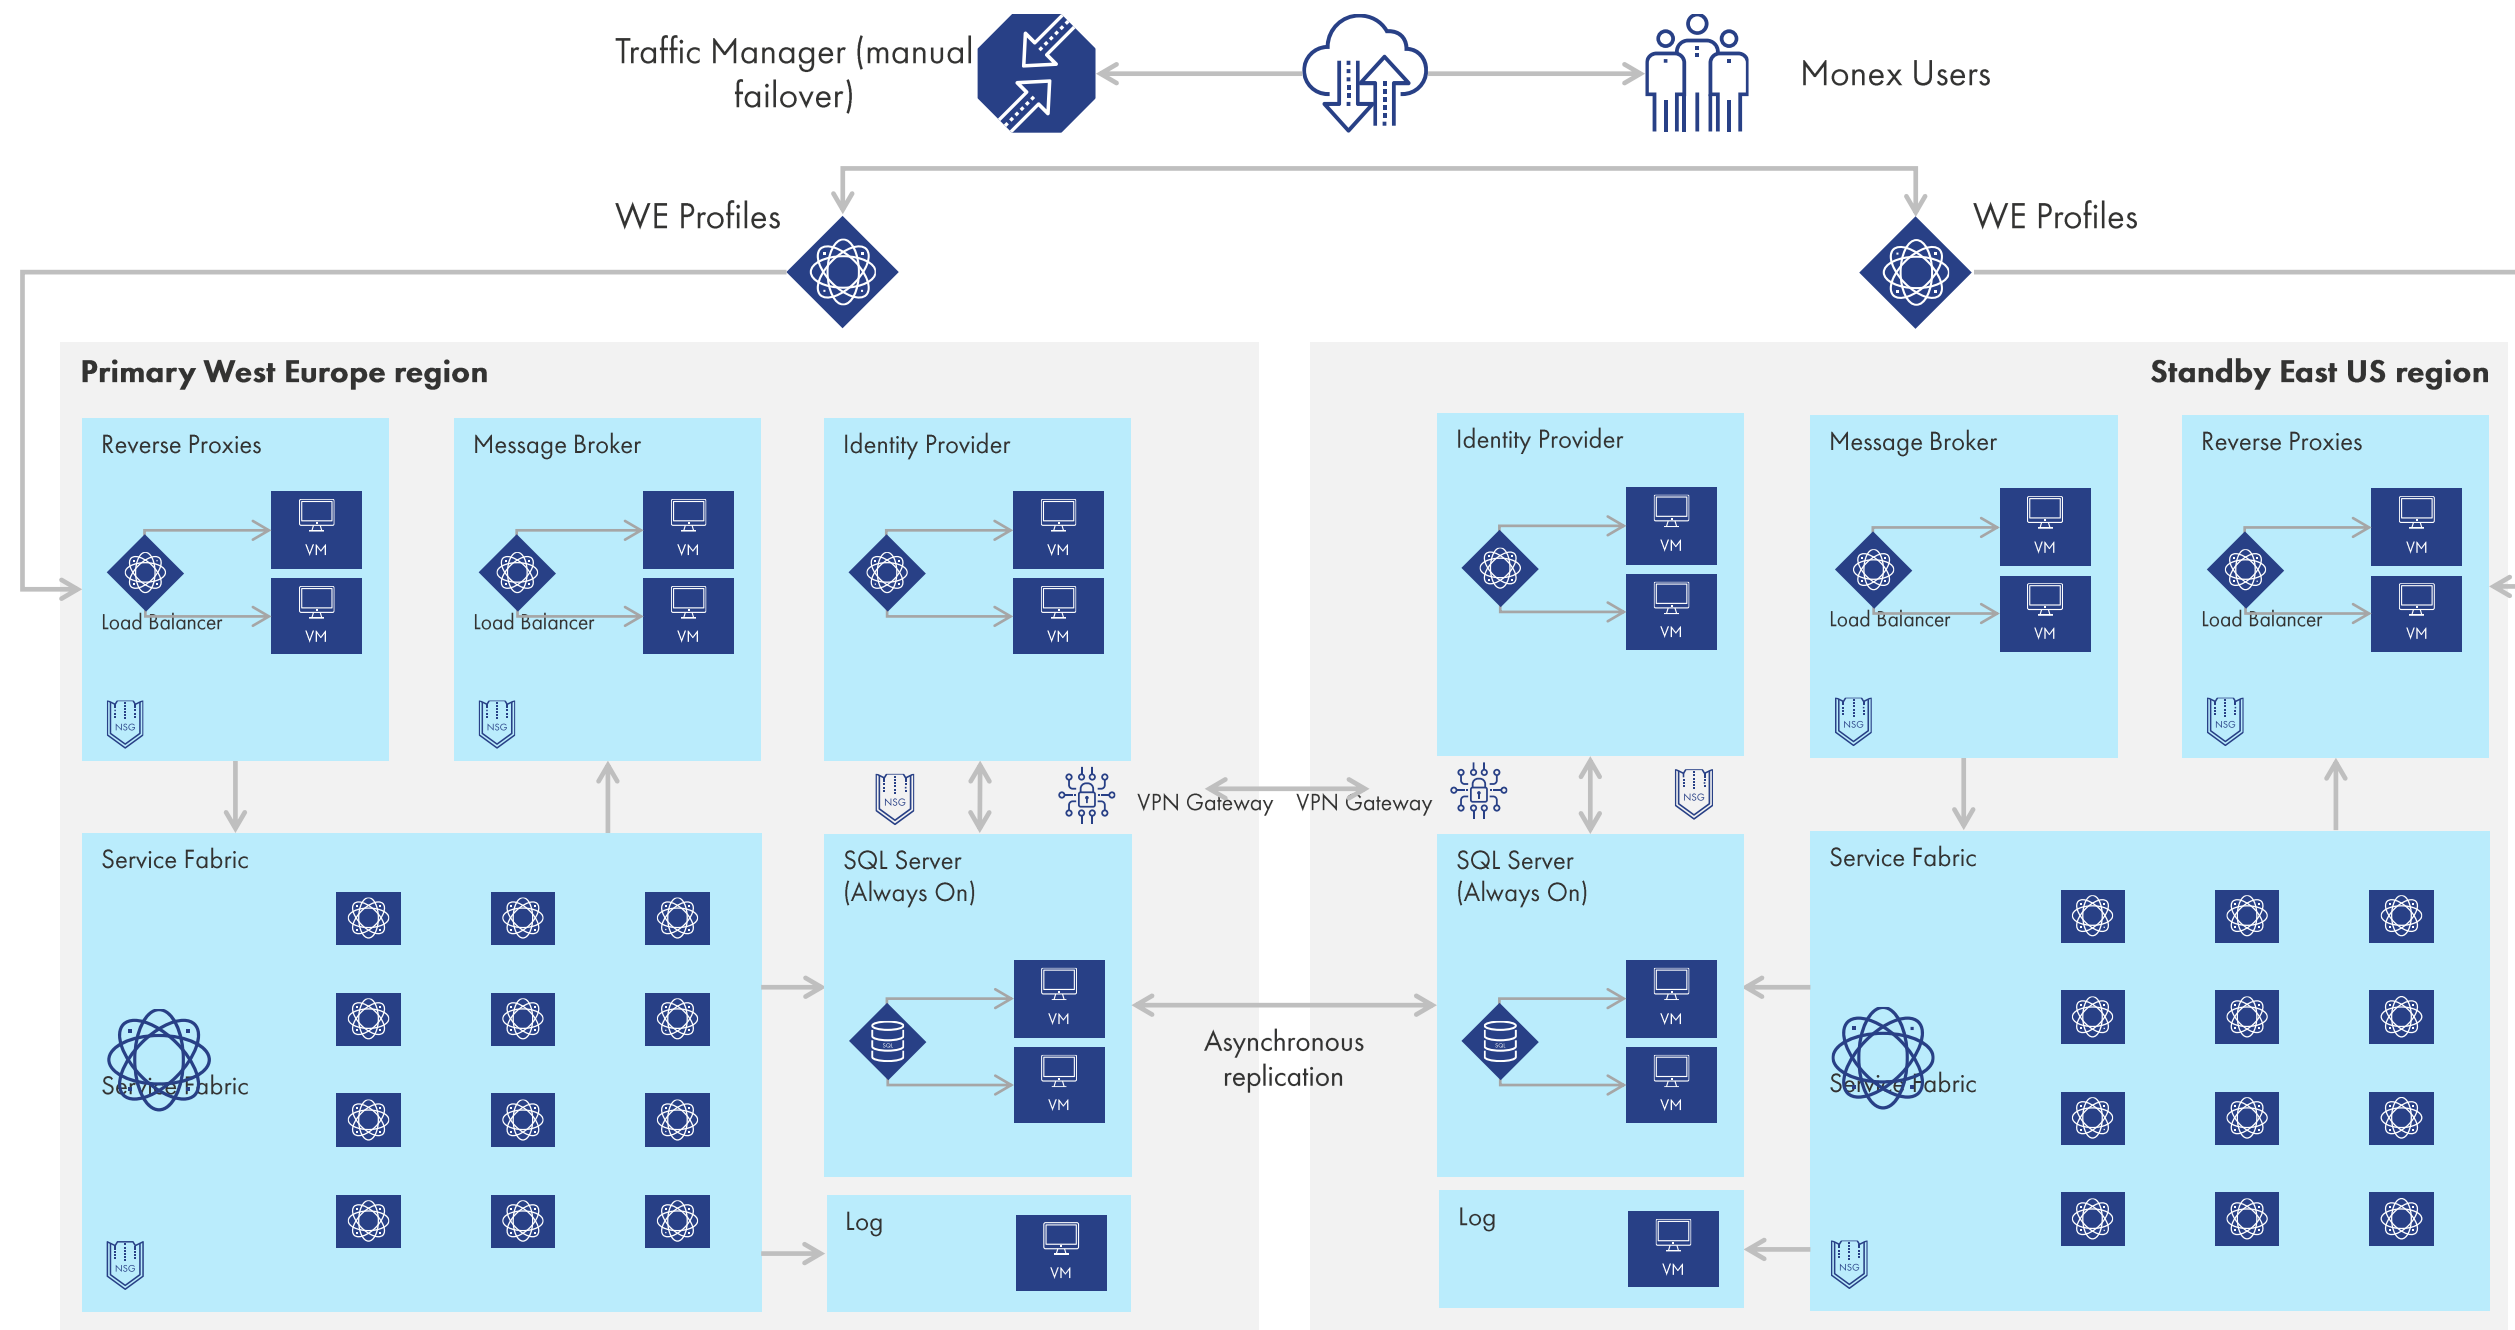 Traffic Manager (manual
failover)
Monex Users
WE Profiles
WE Profiles
Primary West Europe region
Reverse Proxies
VM
VM
Load Balancer
NSG
Message Broker
VM
VM
Load Balancer
NSG
Identity Provider
VM
VM
NSG
VPN Gateway
Service Fabric
Service Fabric
NSG
SQL Server
(Always On)
SQL
VM
VM
Log
VM
Asynchronous
replication
Standby East US region
Identity Provider
VM
VM
Message Broker
VM
VM
Load Balancer
NSG
Reverse Proxies
VM
VM
Load Balancer
NSG
VPN Gateway
NSG
SQL Server
(Always On)
SQL
VM
VM
Log
VM
Service Fabric
Service Fabric
NSG